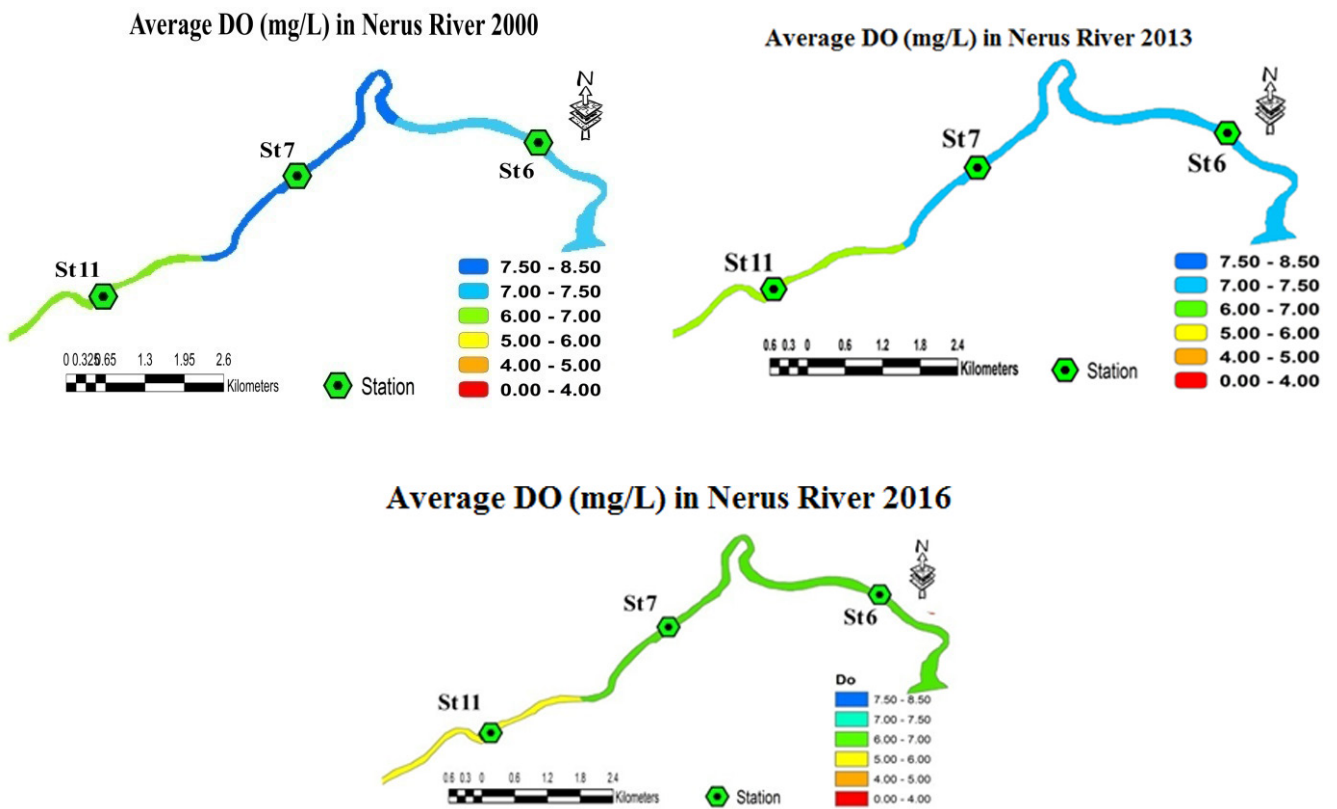 Average DO (mg/L) in Nerus River 2000
N
St7
St6
St11
7.50 - 8.50
7.00 - 7.50
6.00 - 7.00
5.00 - 6.00
4.00 - 5.00
0.00 - 4.00
0 0.325 0.65 1.3 1.95 2.6
Kilometers
Station
Average DO (mg/L) in Nerus River 2013
N
St7
St6
St11
7.50 - 8.50
7.00 - 7.50
6.00 - 7.00
5.00 - 6.00
4.00 - 5.00
0.00 - 4.00
0.6 0.3 0 0.6 1.2 1.8 2.4
Kilometers
Station
Average DO (mg/L) in Nerus River 2016
N
St7
St6
St11
Do
7.50 - 8.50
7.00 - 7.50
6.00 - 7.00
5.00 - 6.00
4.00 - 5.00
0.00 - 4.00
0.6 0.3 0 0.6 1.2 1.8 2.4
Kilometers
Station